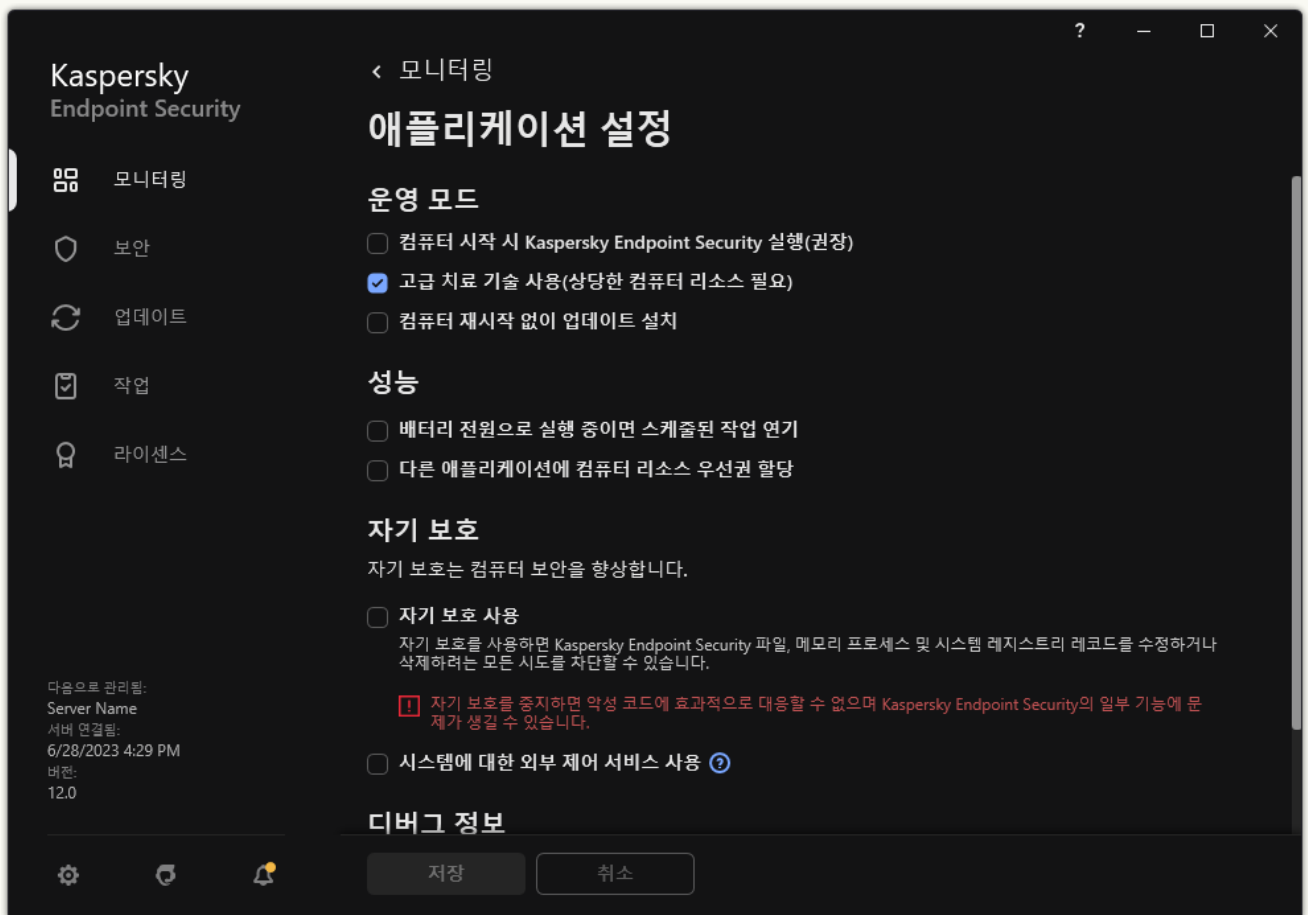 ?
Kaspersky
Endpoint Security
모니터링
보안
업데이트
작업
라이센스
다음으로 관리됨:
Server Name
서버 연결됨:
6/28/2023 4:29 PM
버전:
12.0
모니터링
애플리케이션 설정
운영 모드
컴퓨터 시작 시 Kaspersky Endpoint Security 실행(권장)
고급 치료 기술 사용(상당한 컴퓨터 리소스 필요)
컴퓨터 재시작 없이 업데이트 설치
성능
배터리 전원으로 실행 중이면 스케줄된 작업 연기
다른 애플리케이션에 컴퓨터 리소스 우선권 할당
자기 보호
자기 보호는 컴퓨터 보안을 향상합니다.
자기 보호 사용
자기 보호를 사용하면 Kaspersky Endpoint Security 파일, 메모리 프로세스 및 시스템 레지스트리 레코드를 수정하거나
삭제하려는 모든 시도를 차단할 수 있습니다.
자기 보호를 중지하면 악성 코드에 효과적으로 대응할 수 없으며 Kaspersky Endpoint Security의 일부 기능에 문
제가 생길 수 있습니다.
시스템에 대한 외부 제어 서비스 사용 ?
디버그 정보
저장
취소